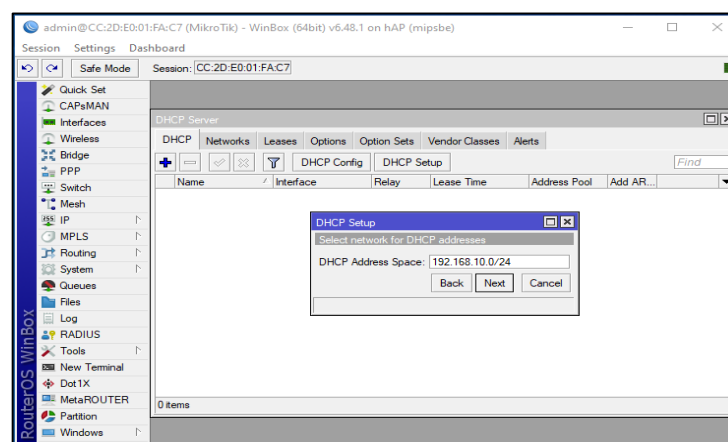 admin@CC:2D:E0:01:FA:C7 (MikroTik) - WinBox (64bit) v6.48.1 on hAP (mipsbe)
Session Settings Dashboard
Safe Mode Session: CC:2D:E0:01:FA:C7
Quick Set
CAPsMAN
Interfaces
Wireless
Bridge
PPP
Switch
Mesh
IP
MPLS
Routing
System
Queues
Files
Log
RADIUS
Tools
New Terminal
Dot1X
MetaROUTER
Partition
Windows
RouterOS WinBox
DHCP Server
DHCP Networks Leases Options Option Sets Vendor Classes Alerts
DHCP Config DHCP Setup Find
Name Interface Relay Lease Time Address Pool Add AR...
DHCP Setup
Select network for DHCP addresses
DHCP Address Space: 192.168.10.0/24
Back Next Cancel
0 items